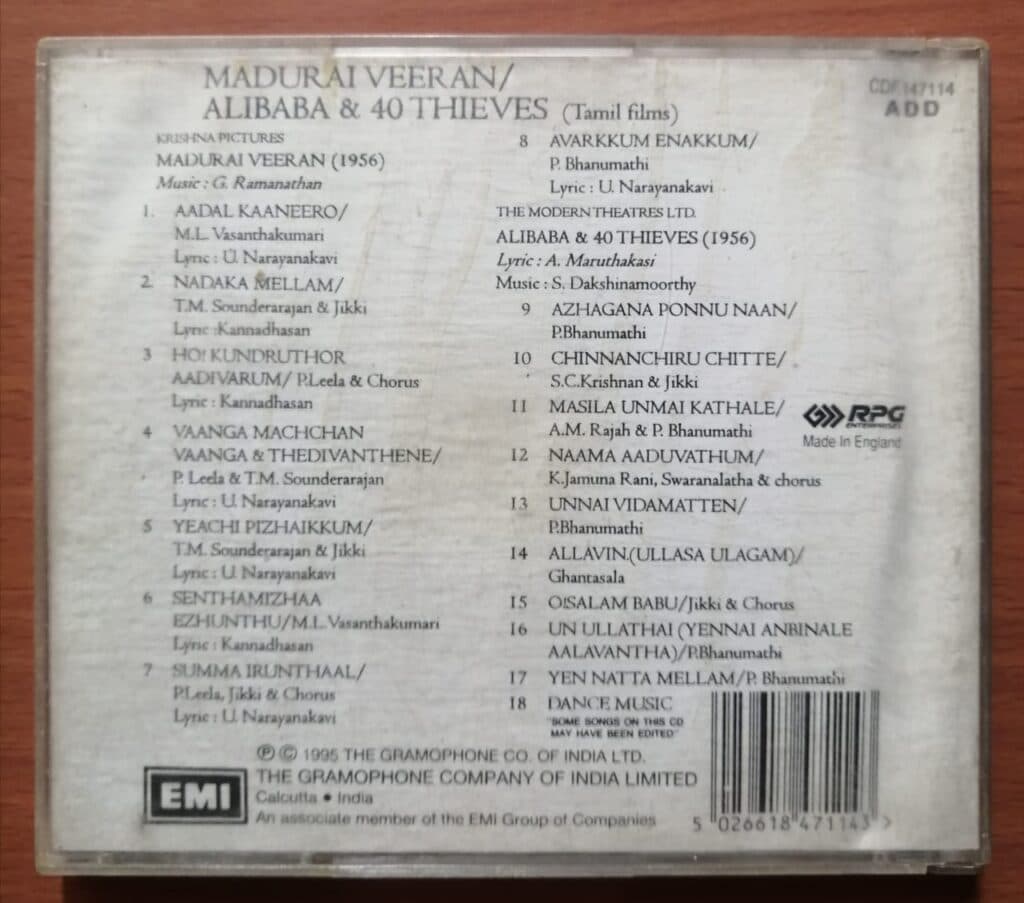 MADURAI VEERAN/
ALIBABA & 40 THIEVES (Tamil films)
CDF 147114
ADD
KRISHNA PICTURES
MADURAI VEERAN (1956)
Music : G. Ramanathan
1. AADAL KAANEERO/
M.L. Vasanthakumari
Lyric : U. Narayanakavi
2. NADAKA MELLAM/
T.M. Sounderarajan & Jikki
Lyric :Kannadhasan
3 HO! KUNDRUTHOR
AADIVARUM/ P.Leela & Chorus
Lyric : Kannadhasan
4 VAANGA MACHCHAN
VAANGA & THEDIVANTHENE/
P. Leela & T.M. Sounderarajan
Lyric : U. Narayanakavi
5 YEACHI PIZHAIKKUM/
T.M. Sounderarajan & Jikki
Lyric : U. Narayanakavi
6 SENTHAMIZHAA
EZHUNTHU/M.L. Vasanthakumari
Lyric : Kannadhasan
7 SUMMA IRUNTHAAL/
P.Leela, Jikki & Chorus
Lyric : U. Narayanakavi
8 AVARKKUM ENAKKUM/
P. Bhanumathi
Lyric : U. Narayanakavi
THE MODERN THEATRES LTD.
ALIBABA & 40 THIEVES (1956)
Lyric : A. Maruthakasi
Music : S. Dakshinamoorthy
9 AZHAGANA PONNU NAAN/
P.Bhanumathi
10 CHINNANCHIRU CHITTE/
S.C.Krishnan & Jikki
11 MASILA UNMAI KATHALE/
A.M. Rajah & P. Bhanumathi
12 NAAMA AADUVATHUM/
K.Jamuna Rani, Swaranalatha & chorus
13 UNNAI VIDAMATTEN/
P.Bhanumathi
14 ALLAVIN.(ULLASA ULAGAM)/
Ghantasala
15 OISALAM BABU/Jikki & Chorus
16 UN ULLATHAI (YENNAI ANBINALE
AALAVANTHA)/P.Bhanumathi
17 YEN NATTA MELLAM/P. Bhanumathi
18 DANCE MUSIC
"SOME SONGS ON THIS CD
MAY HAVE BEEN EDITED"
RPG
ENTERPRISES
Made In England
℗ © 1995 THE GRAMOPHONE CO. OF INDIA LTD.
THE GRAMOPHONE COMPANY OF INDIA LIMITED
Calcutta • India
An associate member of the EMI Group of Companies
EMI
5 026618 471143 >